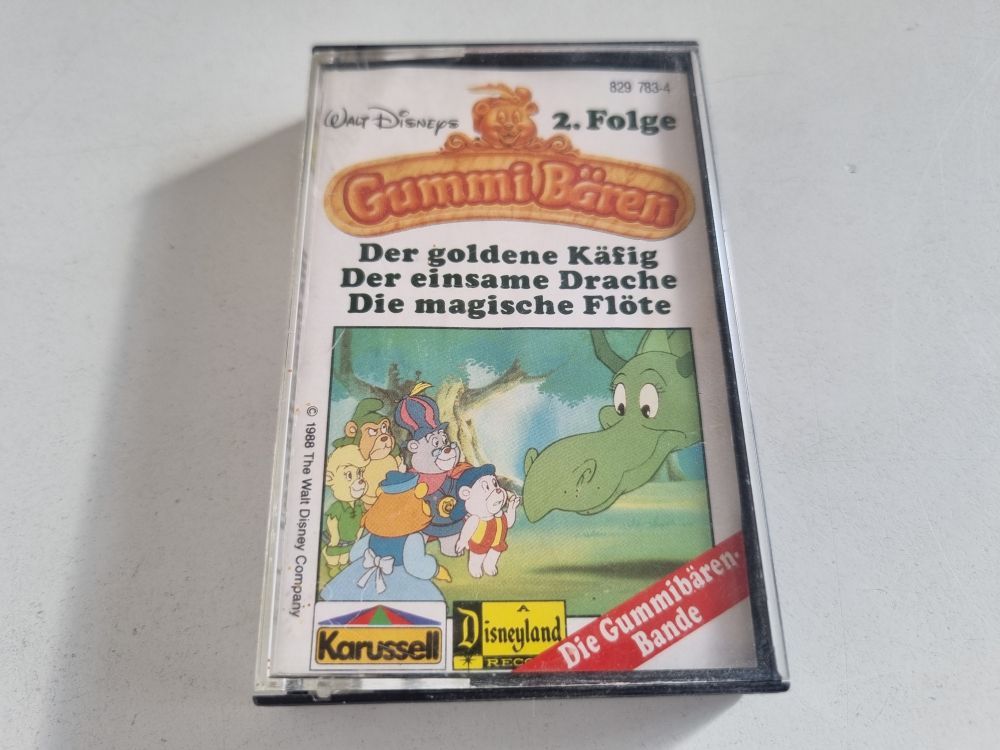 829 783-4
WALT DISNEYS
2. Folge
Gummi Bären
Der goldene Käfig
Der einsame Drache
Die magische Flöte
© 1988 The Walt Disney Company
Karussell
A
Disneyland
Die Gummibären-
Bande